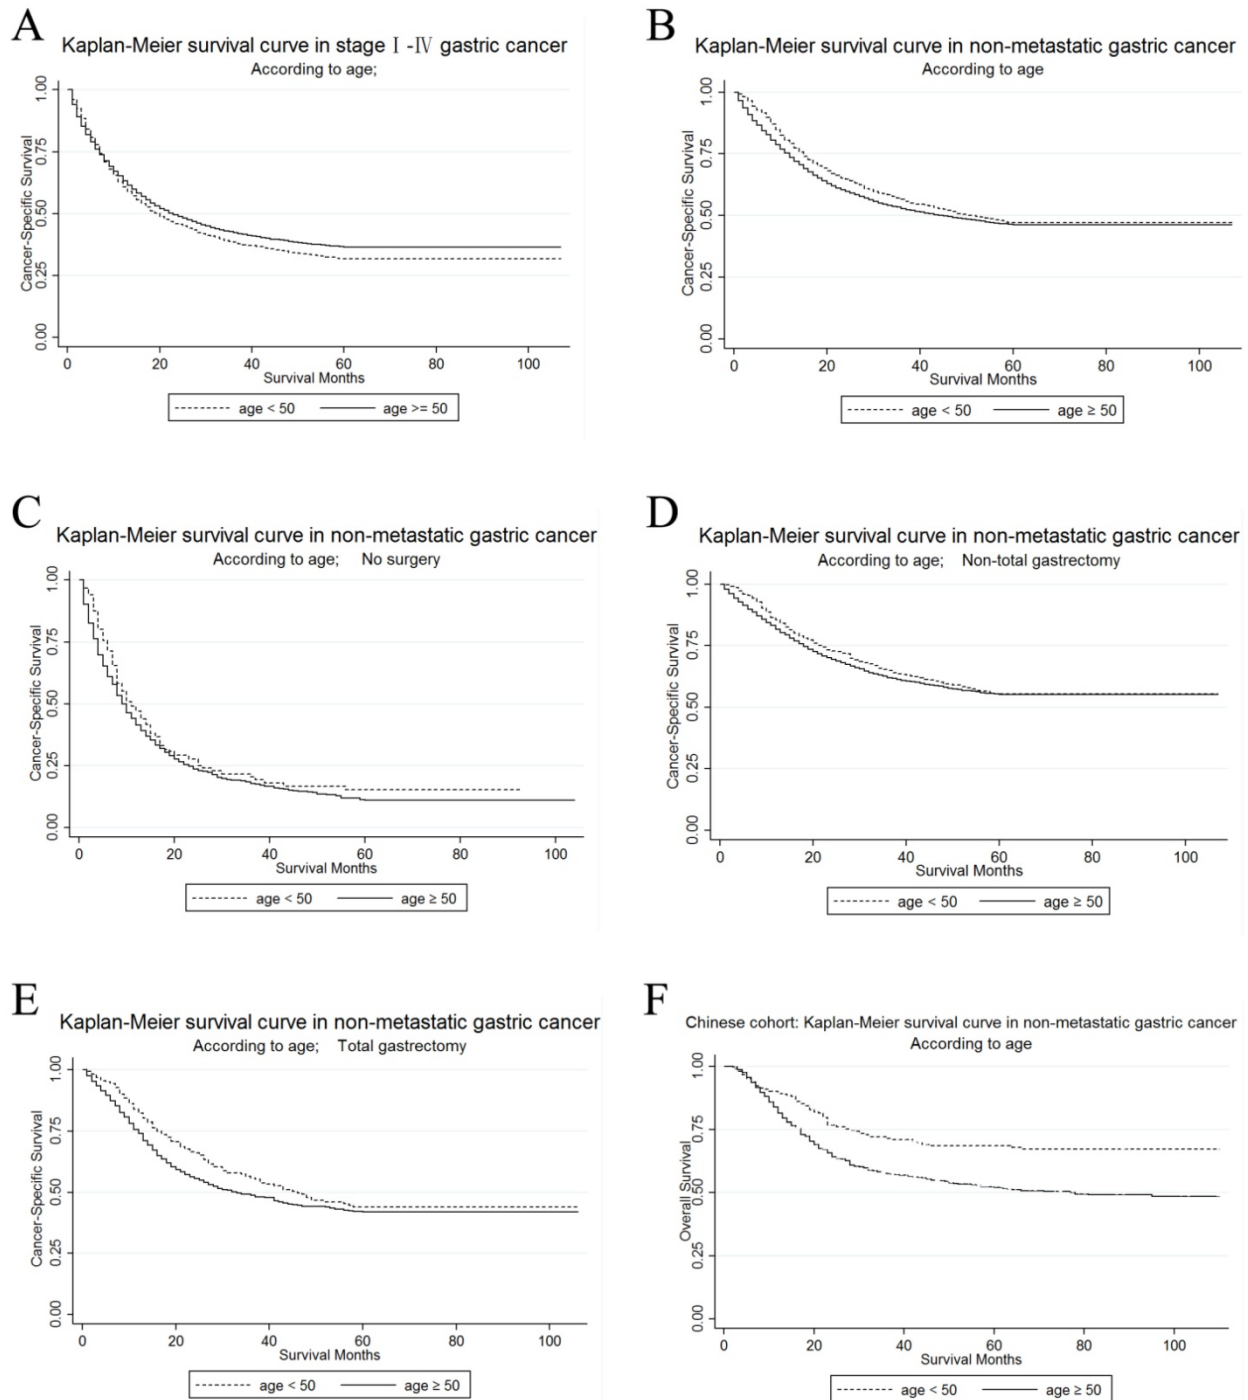 A
Kaplan-Meier survival curve in stage Ⅰ-Ⅳ gastric cancer
According to age;
Cancer-Specific Survival
1.00
0.75
0.50
0.25
0.00
0 20 40 60 80 100
Survival Months
age < 50 age >= 50
B
Kaplan-Meier survival curve in non-metastatic gastric cancer
According to age
Cancer-Specific Survival
1.00
0.75
0.50
0.25
0.00
0 20 40 60 80 100
Survival Months
age < 50 age ≥ 50
C
Kaplan-Meier survival curve in non-metastatic gastric cancer
According to age; No surgery
Cancer-Specific Survival
1.00
0.75
0.50
0.25
0.00
0 20 40 60 80 100
Survival Months
age < 50 age ≥ 50
D
Kaplan-Meier survival curve in non-metastatic gastric cancer
According to age; Non-total gastrectomy
Cancer-Specific Survival
1.00
0.75
0.50
0.25
0.00
0 20 40 60 80 100
Survival Months
age < 50 age ≥ 50
E
Kaplan-Meier survival curve in non-metastatic gastric cancer
According to age; Total gastrectomy
Cancer-Specific Survival
1.00
0.75
0.50
0.25
0.00
0 20 40 60 80 100
Survival Months
age < 50 age ≥ 50
F
Chinese cohort: Kaplan-Meier survival curve in non-metastatic gastric cancer
According to age
Overall Survival
1.00
0.75
0.50
0.25
0.00
0 20 40 60 80 100
Survival Months
age < 50 age ≥ 50